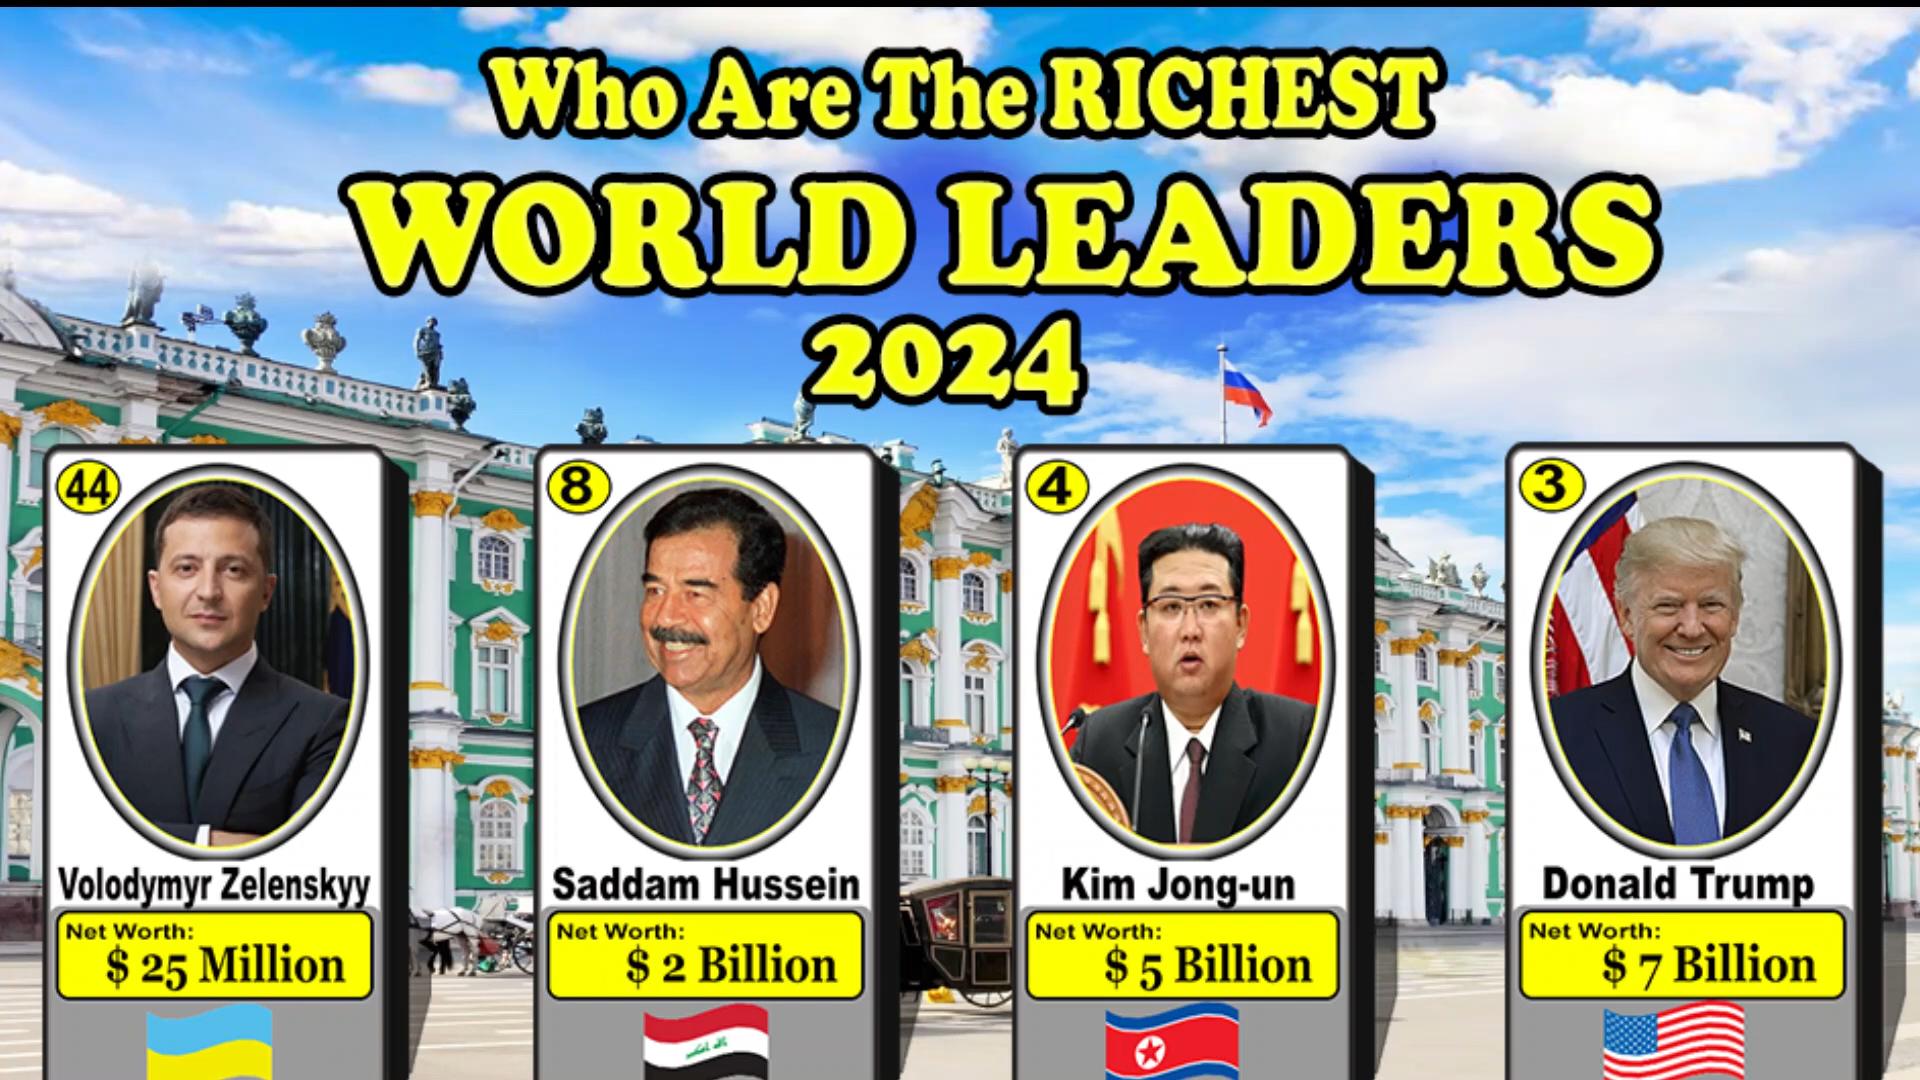 Who Are The RICHEST
WORLD LEADERS
2024
44
Volodymyr Zelenskyy
Net Worth:
$ 25 Million
8
Saddam Hussein
Net Worth:
$ 2 Billion
4
Kim Jong-un
Net Worth:
$ 5 Billion
3
Donald Trump
Net Worth:
$ 7 Billion